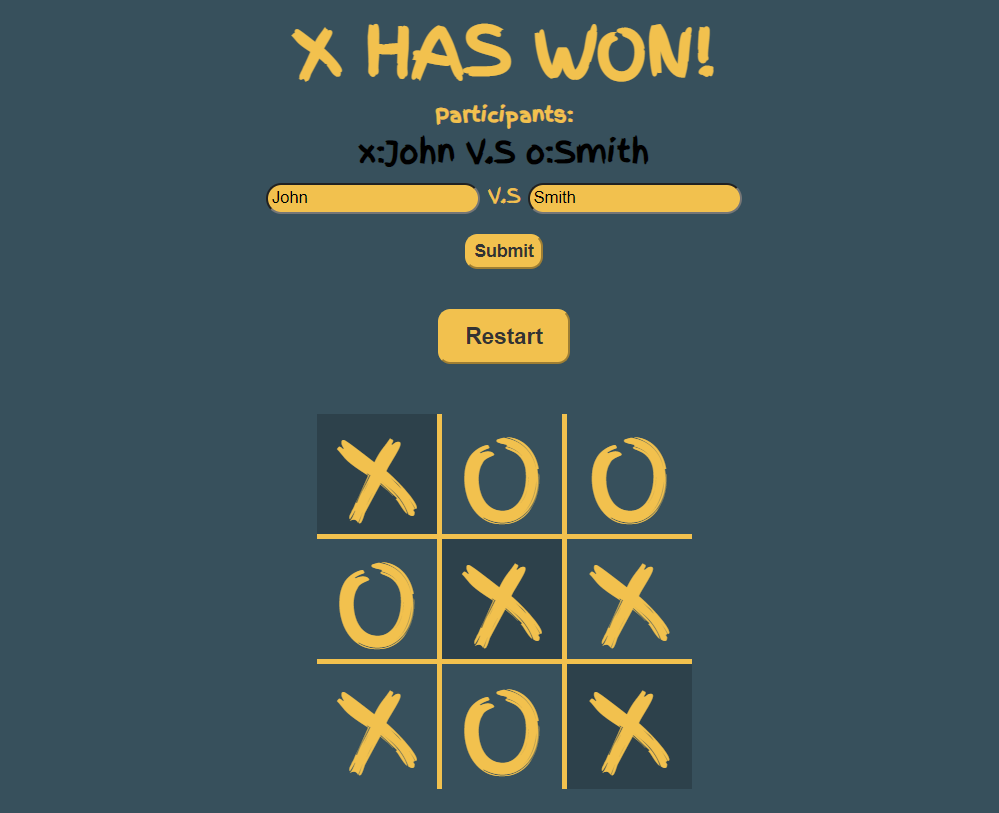 X HAS WON!
Participants:
x:John V.S o:Smith
John V.S Smith
Submit
Restart
X O O
O X X
X O X